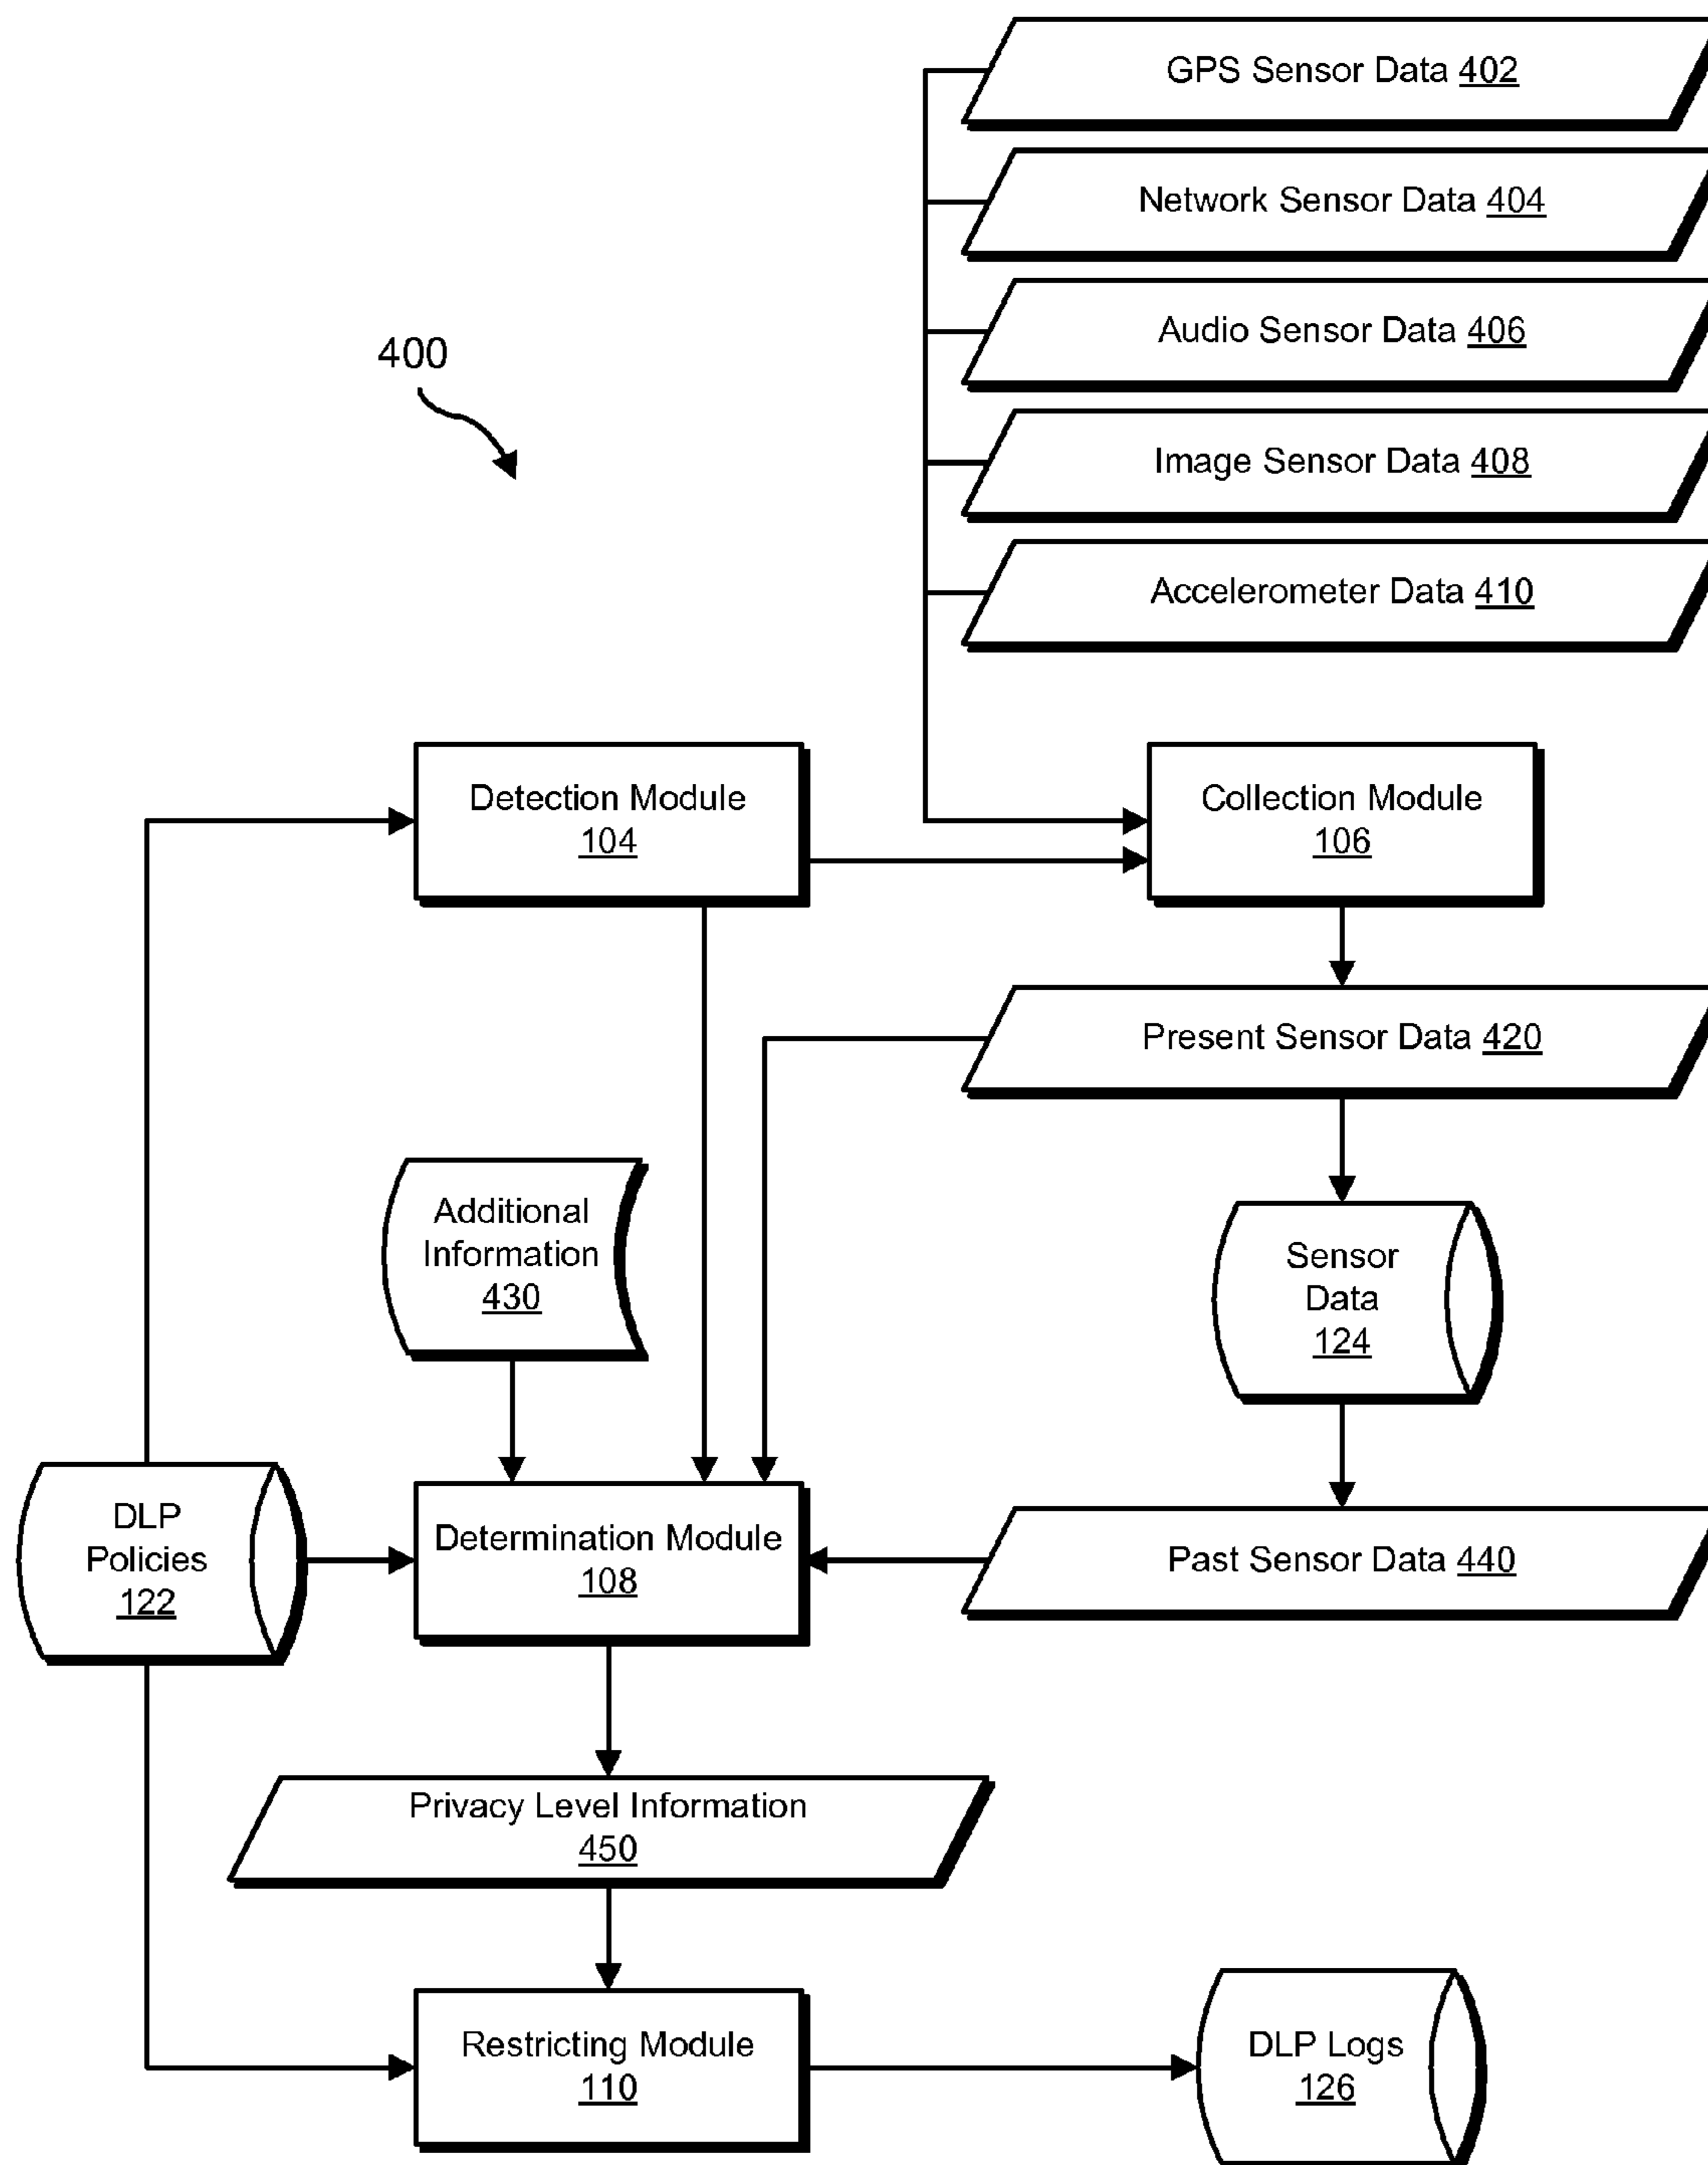 GPS Sensor Data 402
Network Sensor Data 404
Audio Sensor Data 406
400
Image Sensor Data 408
Accelerometer Data 410
Detection Module
104
Collection Module
106
Present Sensor Data 420
Additional
Information
430
Sensor
Data
124
DLP
Policies
122
Determination Module
108
Past Sensor Data 440
Privacy Level Information
450
Restricting Module
110
DLP Logs
126